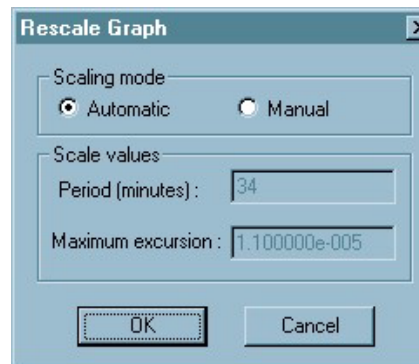 Rescale Graph
Scaling mode
Automatic Manual
Scale values
Period (minutes) : 34
Maximum excursion : 1.100000e-005
OK Cancel